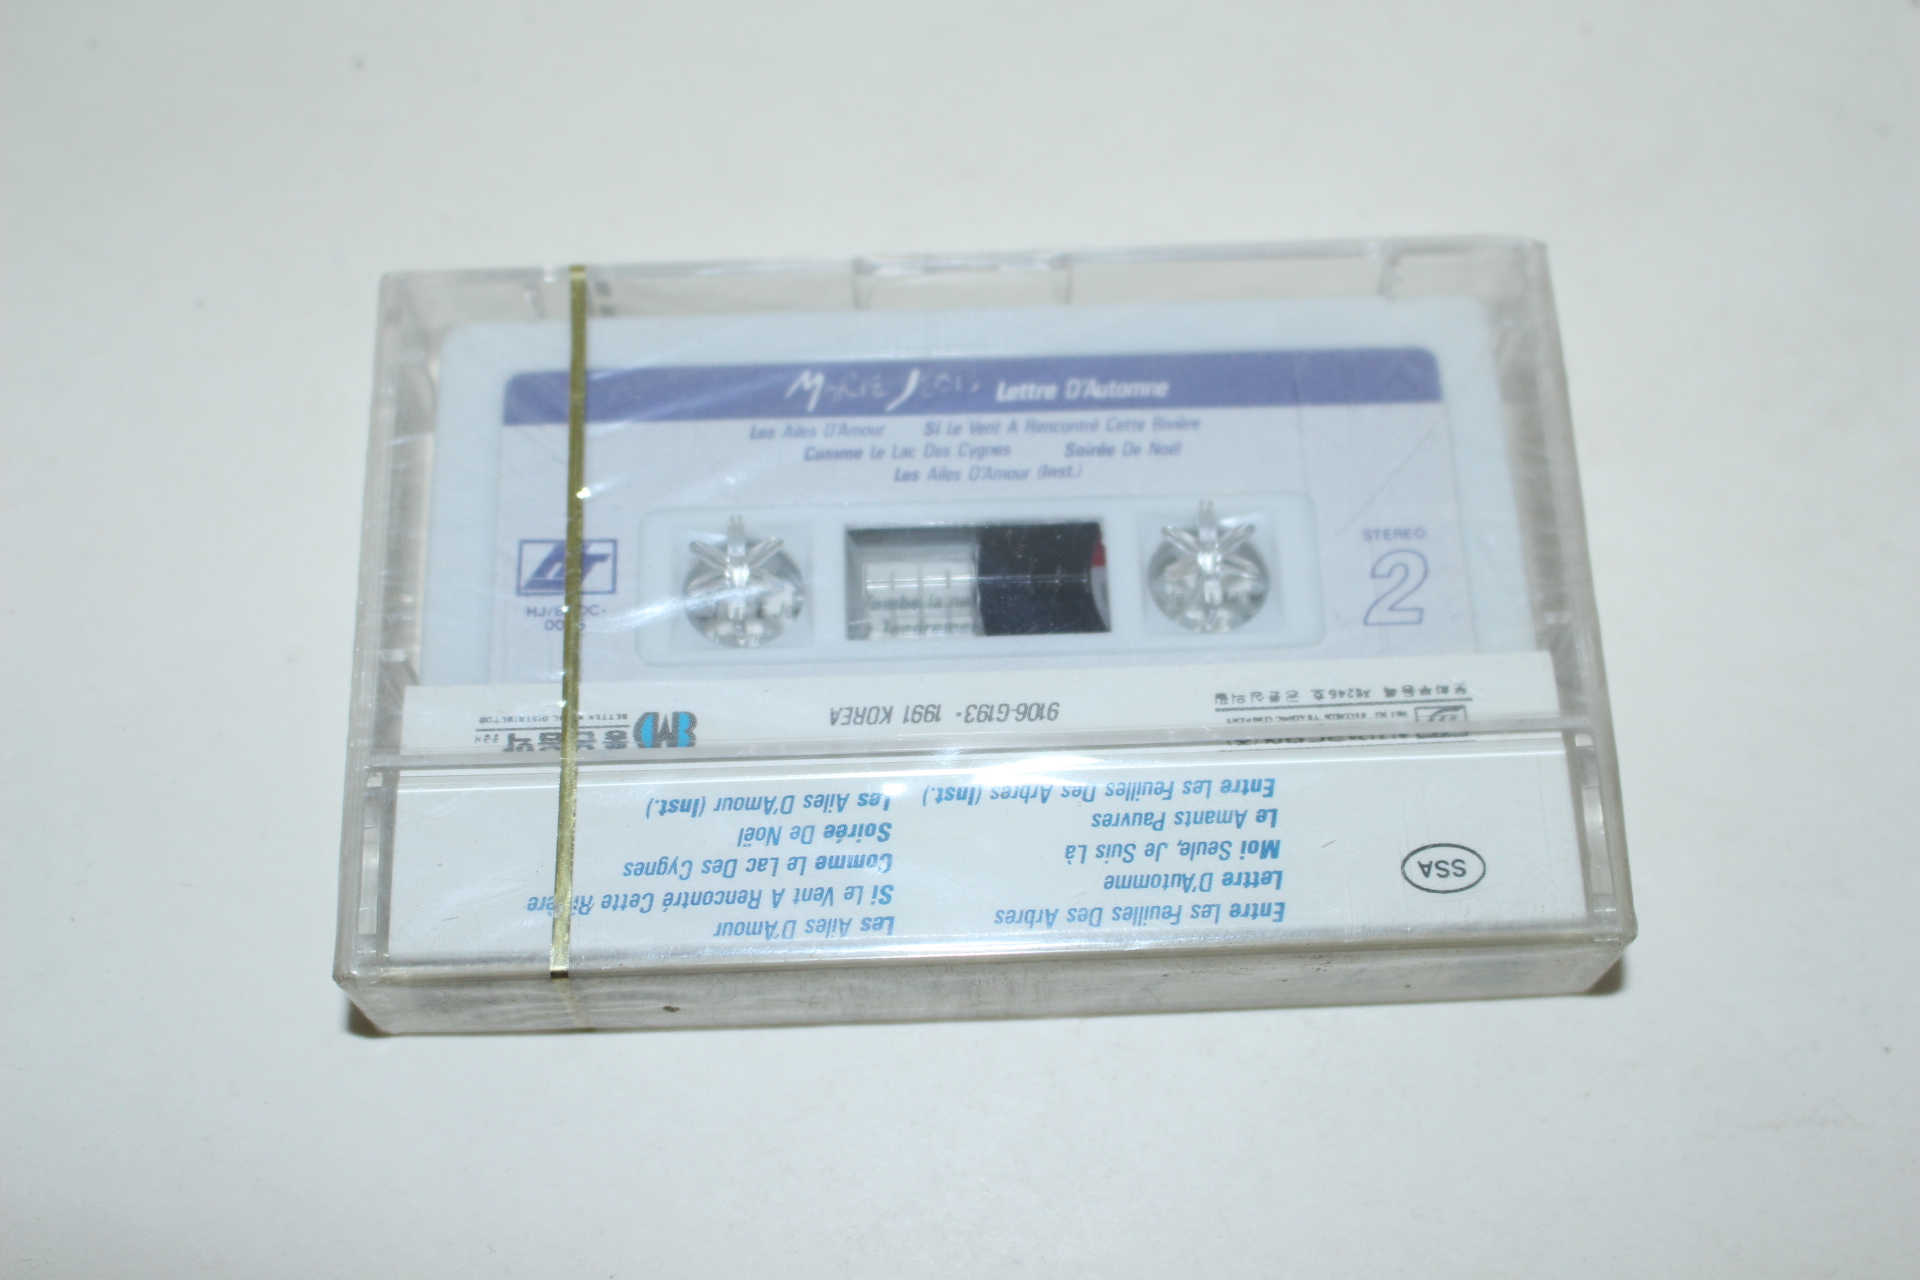 MARIE JEAN Lettre D'Automne
Les Ailes D'Amour Si Le Vent A Rencontré Cette Rivière
Comme Le Lac Des Cygnes Soirée De Noël
Les Ailes D'Amour (Inst.)
STEREO
2
9106-G193 • 1991 KOREA
SSA
Entre Les Feuilles Des Arbres
Lettre D'Automme
Moi Seule, Je Suis Là
Le Amants Pauvres
Entre Les Feuilles Des Arbres (Inst.)
Les Ailes D'Amour
Si Le Vent A Rencontré Cette Rivière
Comme Le Lac Des Cygnes
Soirée De Noël
Les Ailes D'Amour (Inst.)